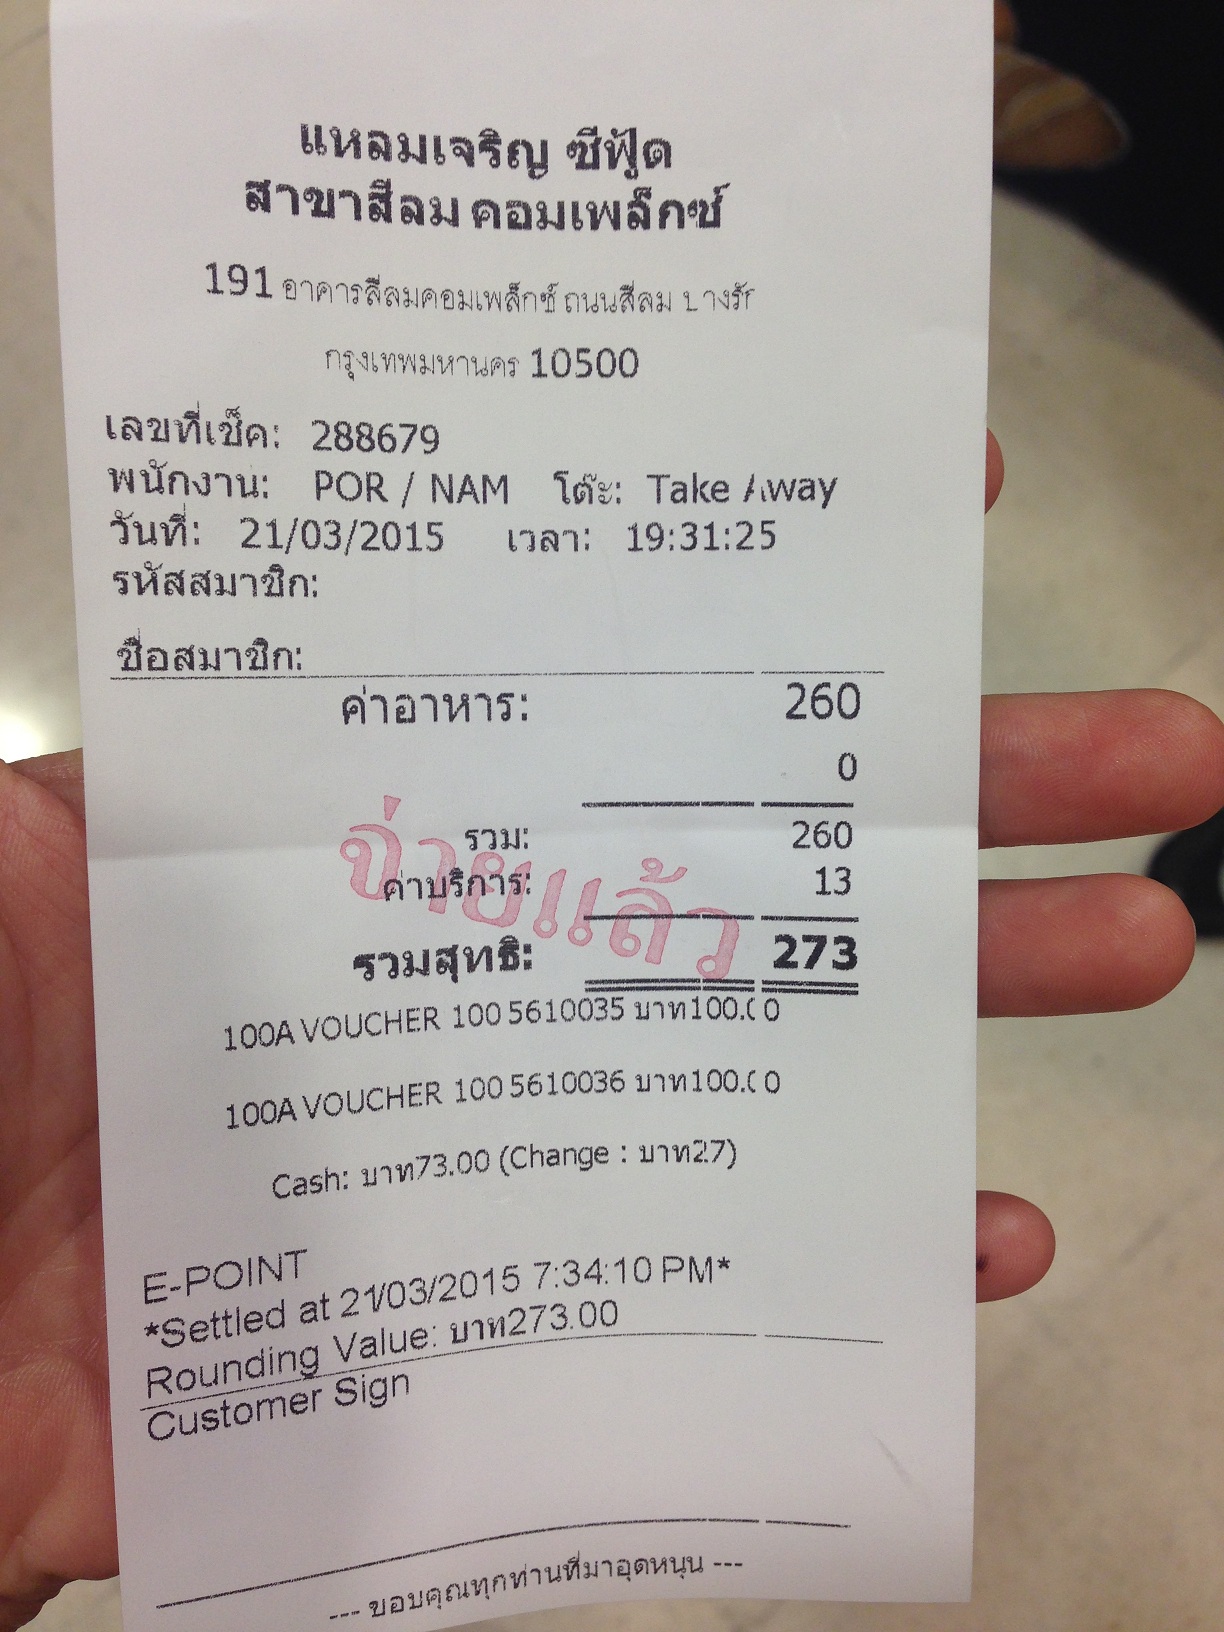 แหลมเจริญ ซีฟู้ด
สาขาสีลม คอมเพล็กซ์
191 อาคารสีลมคอมเพล็กซ์ ถนนสีลม บางรัก
กรุงเทพมหานคร 10500
เลขที่เช็ค: 288679
พนักงาน: POR / NAM โต๊ะ: Take Away
วันที่: 21/03/2015 เวลา: 19:31:25
รหัสสมาชิก:
ชื่อสมาชิก:
ค่าอาหาร: 260
0
รวม: 260
ค่าบริการ: 13
จ่ายแล้ว
รวมสุทธิ: 273
100A VOUCHER 100 5610035 บาท100.00
100A VOUCHER 100 5610036 บาท100.00
Cash: บาท73.00 (Change : บาท27)
E-POINT
*Settled at 21/03/2015 7:34:10 PM*
Rounding Value: บาท273.00
Customer Sign
--- ขอบคุณทุกท่านที่มาอุดหนุน ---